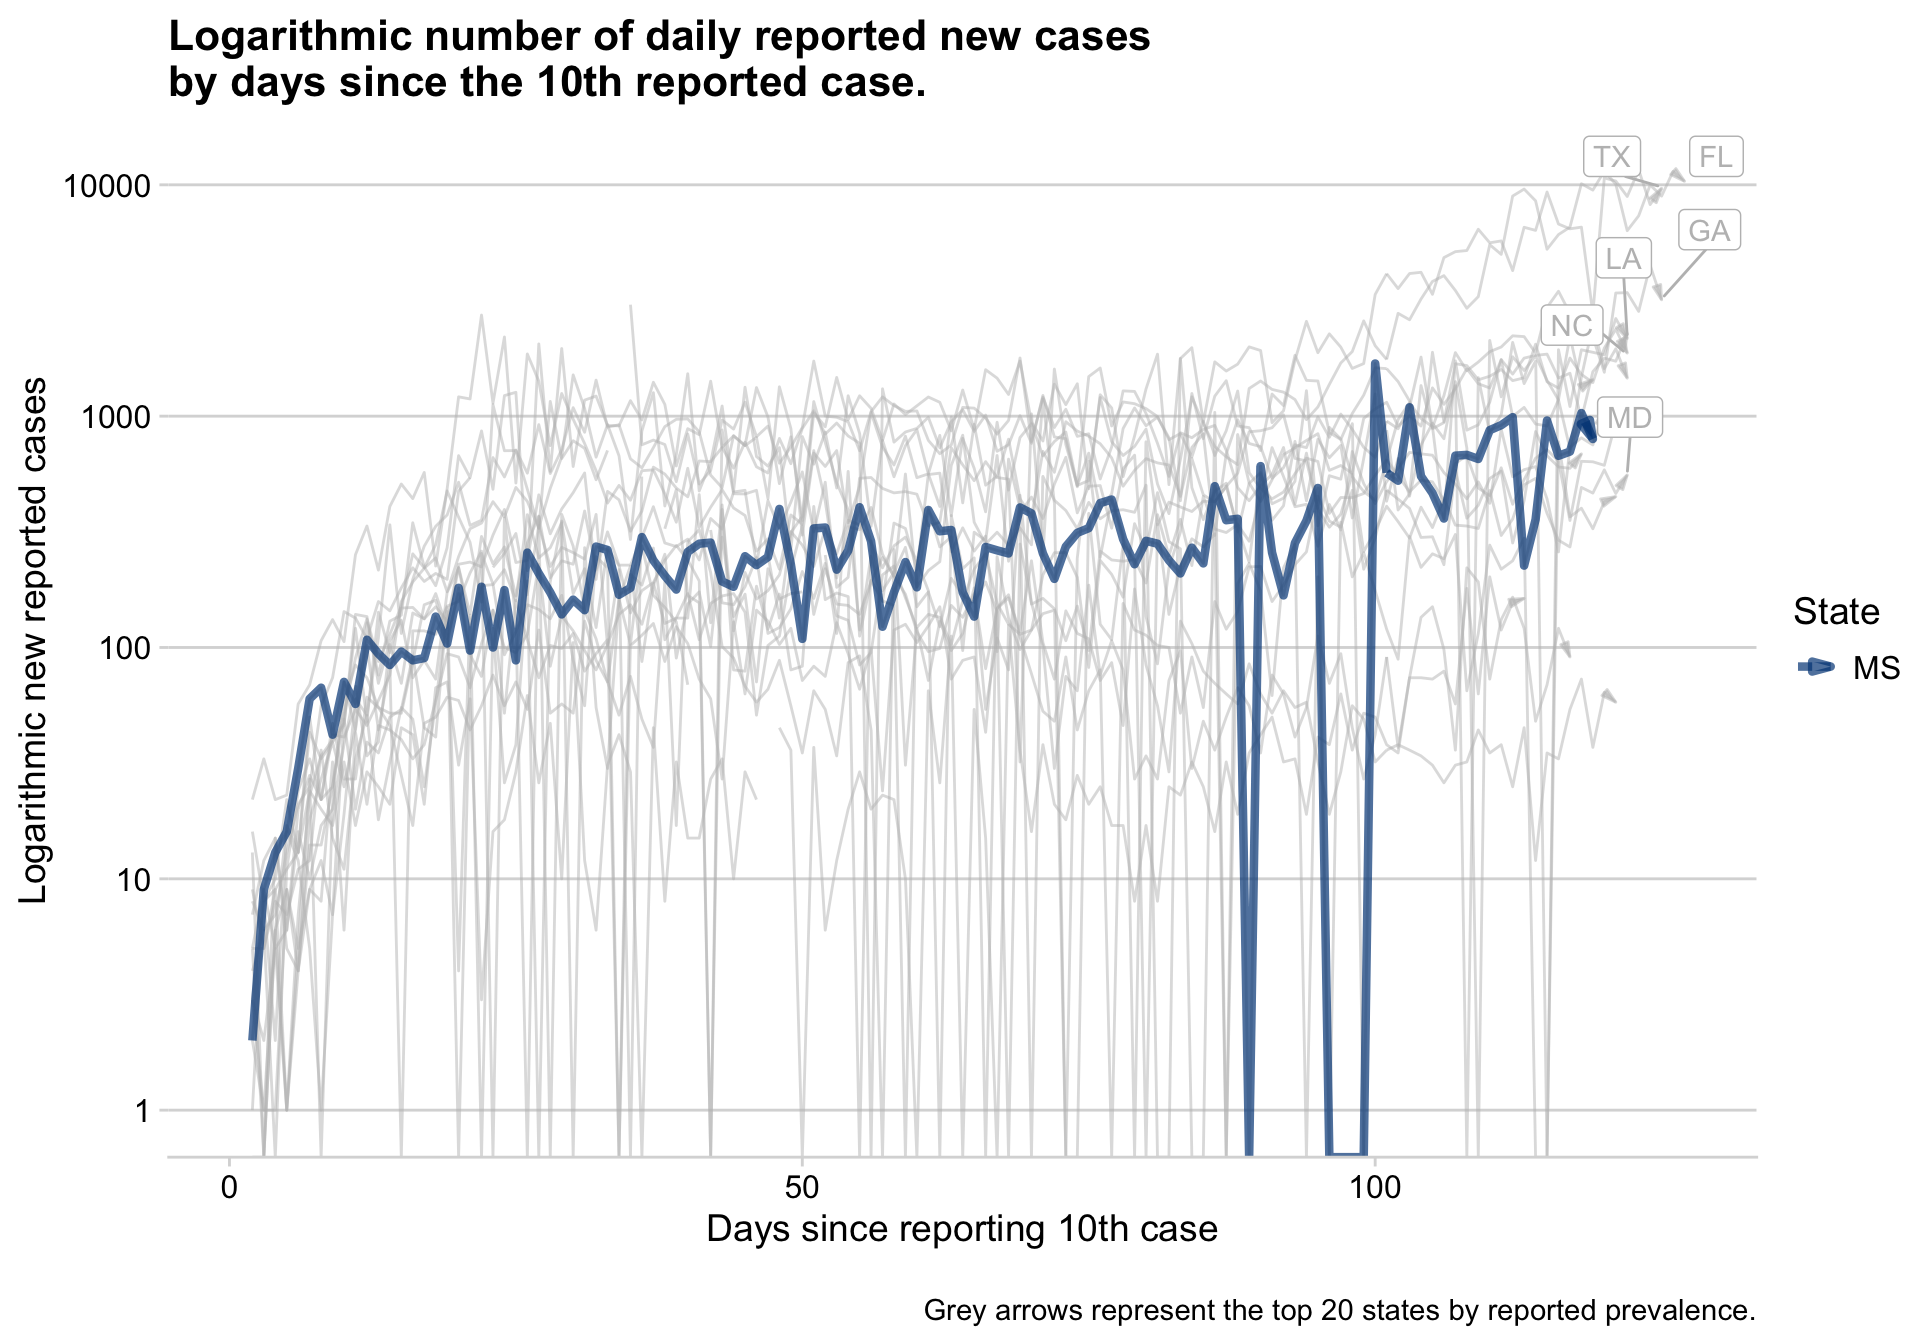 Logarithmic number of daily reported new cases
by days since the 10th reported case.
TX
FL
GA
LA
NC
MD
10000
1000
100
10
1
Logarithmic new reported cases
State
MS
0
50
100
Days since reporting 10th case
Grey arrows represent the top 20 states by reported prevalence.